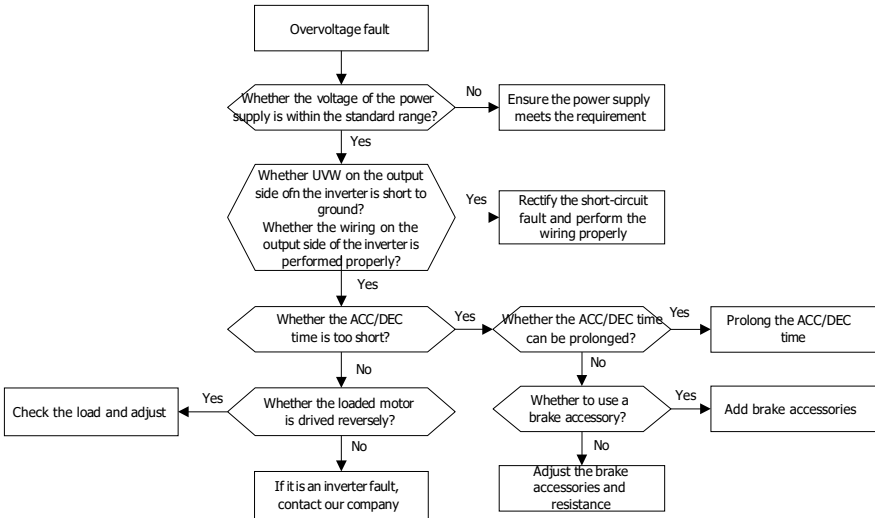 Overvoltage fault
Whether the voltage of the power
supply is within the standard range?
No
Ensure the power supply
meets the requirement
Yes
Whether UVW on the output
side ofn the inverter is short to
ground?
Whether the wiring on the
output side of the inverter is
performed properly?
Yes
Rectify the short-circuit
fault and perform the
wiring properly
Yes
Whether the ACC/DEC
time is too short?
Yes
Whether the ACC/DEC time
can be prolonged?
Yes
Prolong the ACC/DEC
time
No
No
Check the load and adjust
Yes
Whether the loaded motor
is drived reversely?
Whether to use a
brake accessory?
Yes
Add brake accessories
No
No
If it is an inverter fault,
contact our company
Adjust the brake
accessories and
resistance